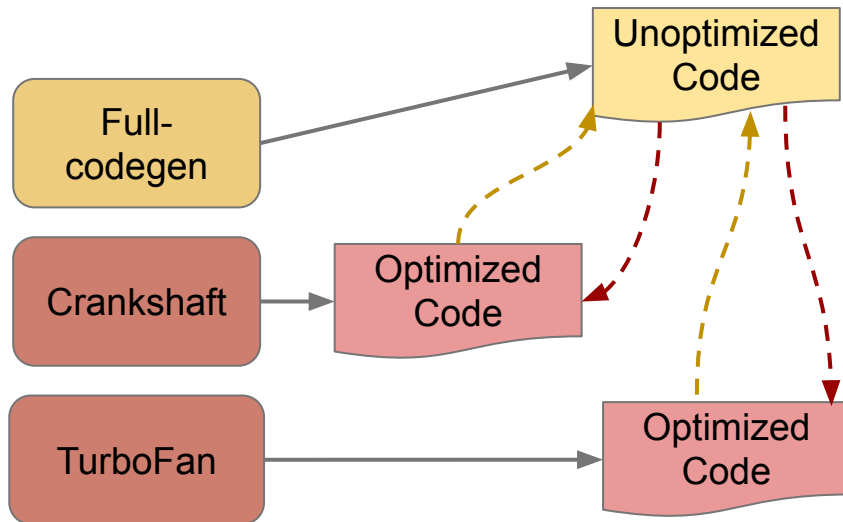 Unoptimized
Code
Full-
codegen
Optimized
Code
Crankshaft
Optimized
Code
TurboFan